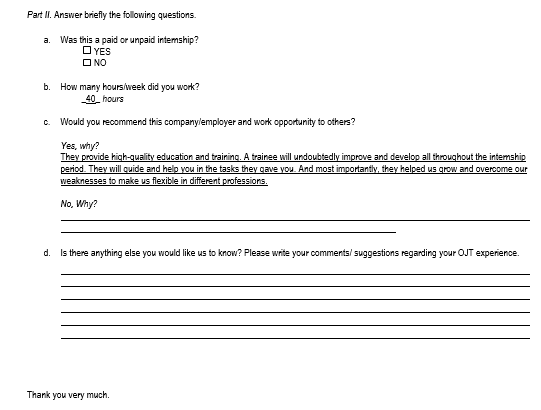 Part II. Answer briefly the following questions.
a. Was this a paid or unpaid internship?
☐ YES
☐ NO
b. How many hours/week did you work?
_40_ hours
c. Would you recommend this company/employer and work opportunity to others?
Yes, why?
They provide high-quality education and training. A trainee will undoubtedly improve and develop all throughout the internship
period. They will guide and help you in the tasks they gave you. And most importantly, they helped us grow and overcome our
weaknesses to make us flexible in different professions.
No, Why?
d. Is there anything else you would like us to know? Please write your comments/ suggestions regarding your OJT experience.
Thank you very much.